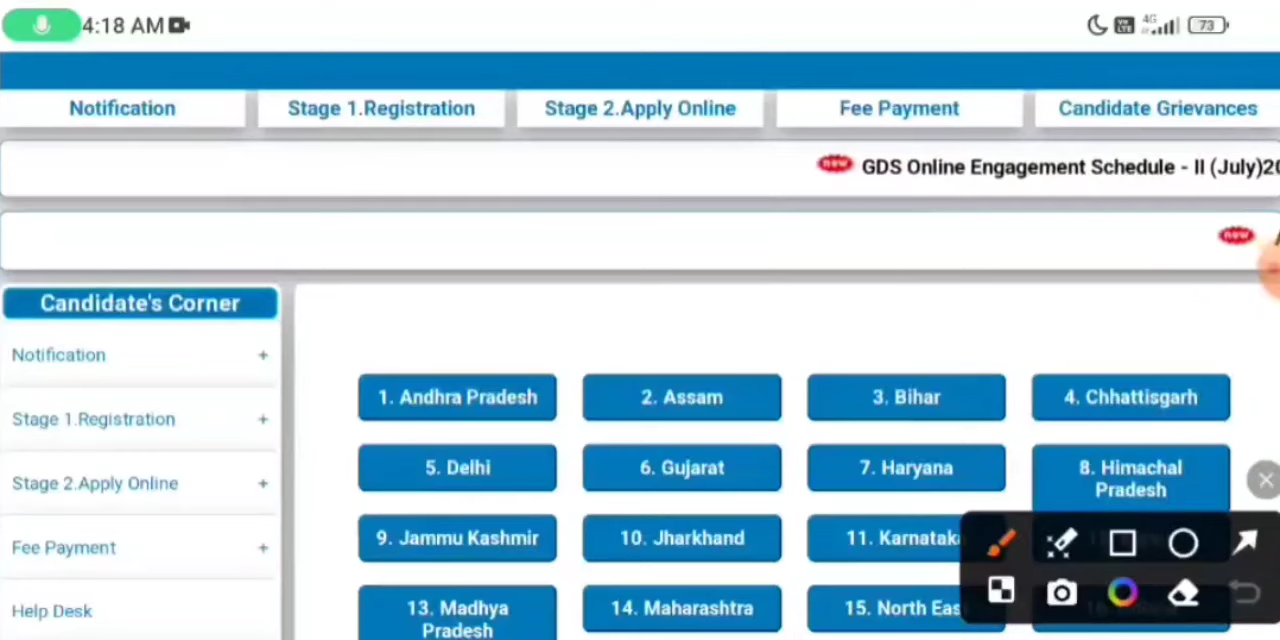 4:18 AM
4G
73
Notification
Stage 1.Registration
Stage 2.Apply Online
Fee Payment
Candidate Grievances
new GDS Online Engagement Schedule - II (July)20
new
Candidate's Corner
Notification +
Stage 1.Registration +
Stage 2.Apply Online +
Fee Payment +
Help Desk
1. Andhra Pradesh
2. Assam
3. Bihar
4. Chhattisgarh
5. Delhi
6. Gujarat
7. Haryana
8. Himachal
Pradesh
9. Jammu Kashmir
10. Jharkhand
11. Karnatak
13. Madhya
Pradesh
14. Maharashtra
15. North Eas